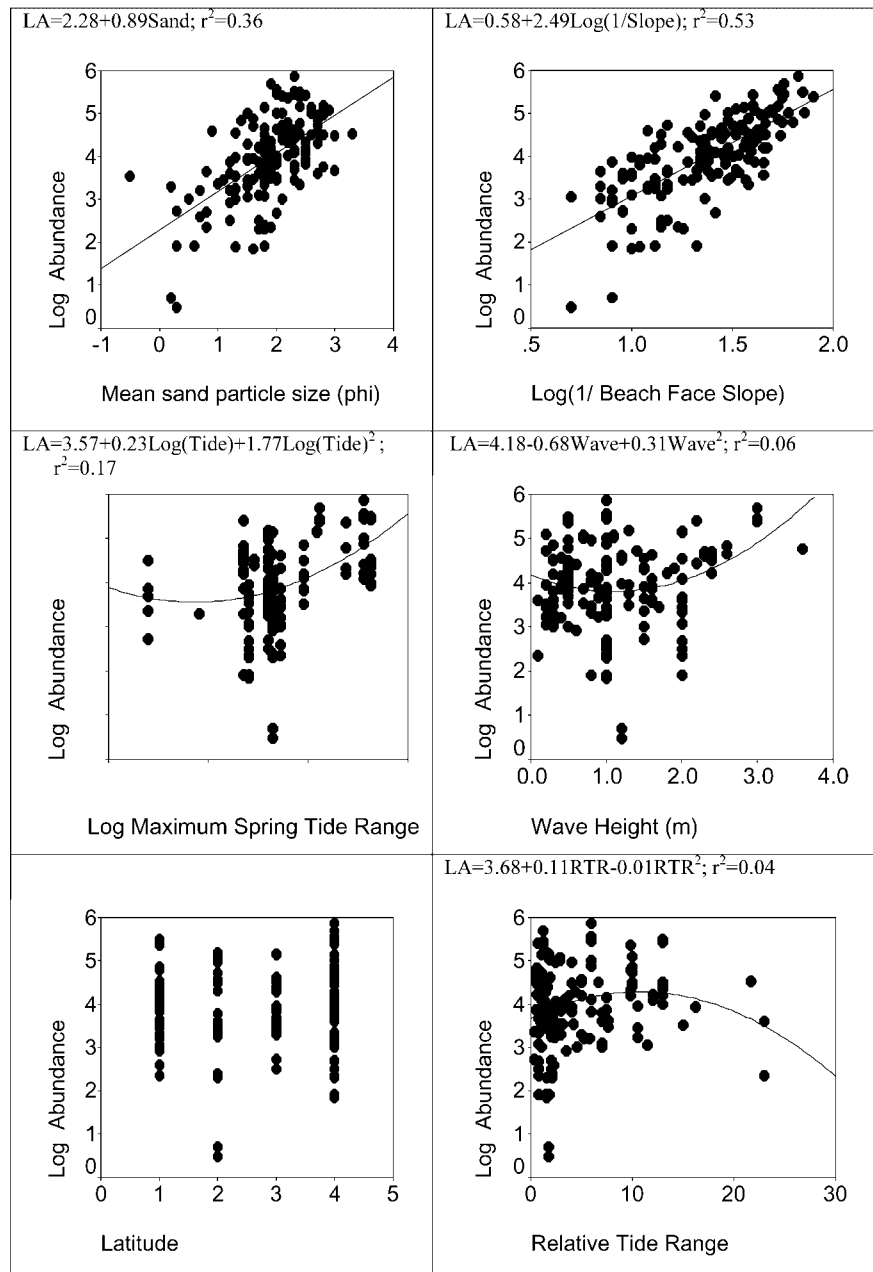 LA=2.28+0.89Sand; r²=0.36
6
5
4
3
2
1
0
Log Abundance
-1 0 1 2 3 4
Mean sand particle size (phi)
LA=0.58+2.49Log(1/Slope); r²=0.53
6
5
4
3
2
1
0
Log Abundance
.5 1.0 1.5 2.0
Log(1/ Beach Face Slope)
LA=3.57+0.23Log(Tide)+1.77Log(Tide)²;
r²=0.17
Log Abundance
Log Maximum Spring Tide Range
LA=4.18-0.68Wave+0.31Wave²; r²=0.06
6
5
4
3
2
1
0
Log Abundance
0.0 1.0 2.0 3.0 4.0
Wave Height (m)
6
5
4
3
2
1
0
Log Abundance
0 1 2 3 4 5
Latitude
LA=3.68+0.11RTR-0.01RTR²; r²=0.04
6
5
4
3
2
1
0
Log Abundance
0 10 20 30
Relative Tide Range